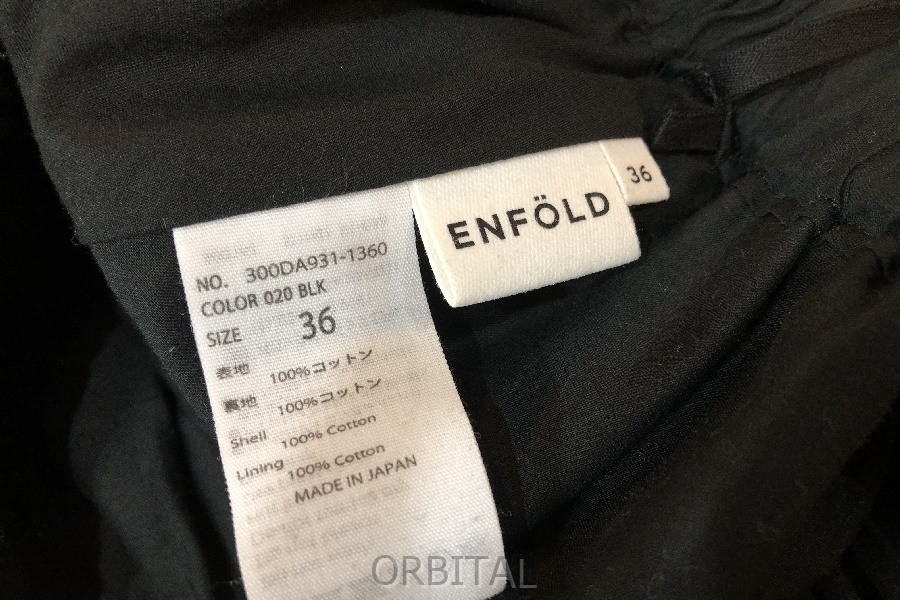 ENFÖLD
36
NO. 300DA931-1360
COLOR 020 BLK
SIZE 36
表地 100%コットン
裏地 100%コットン
Shell 100% Cotton
Lining 100% Cotton
MADE IN JAPAN
ORBITAL